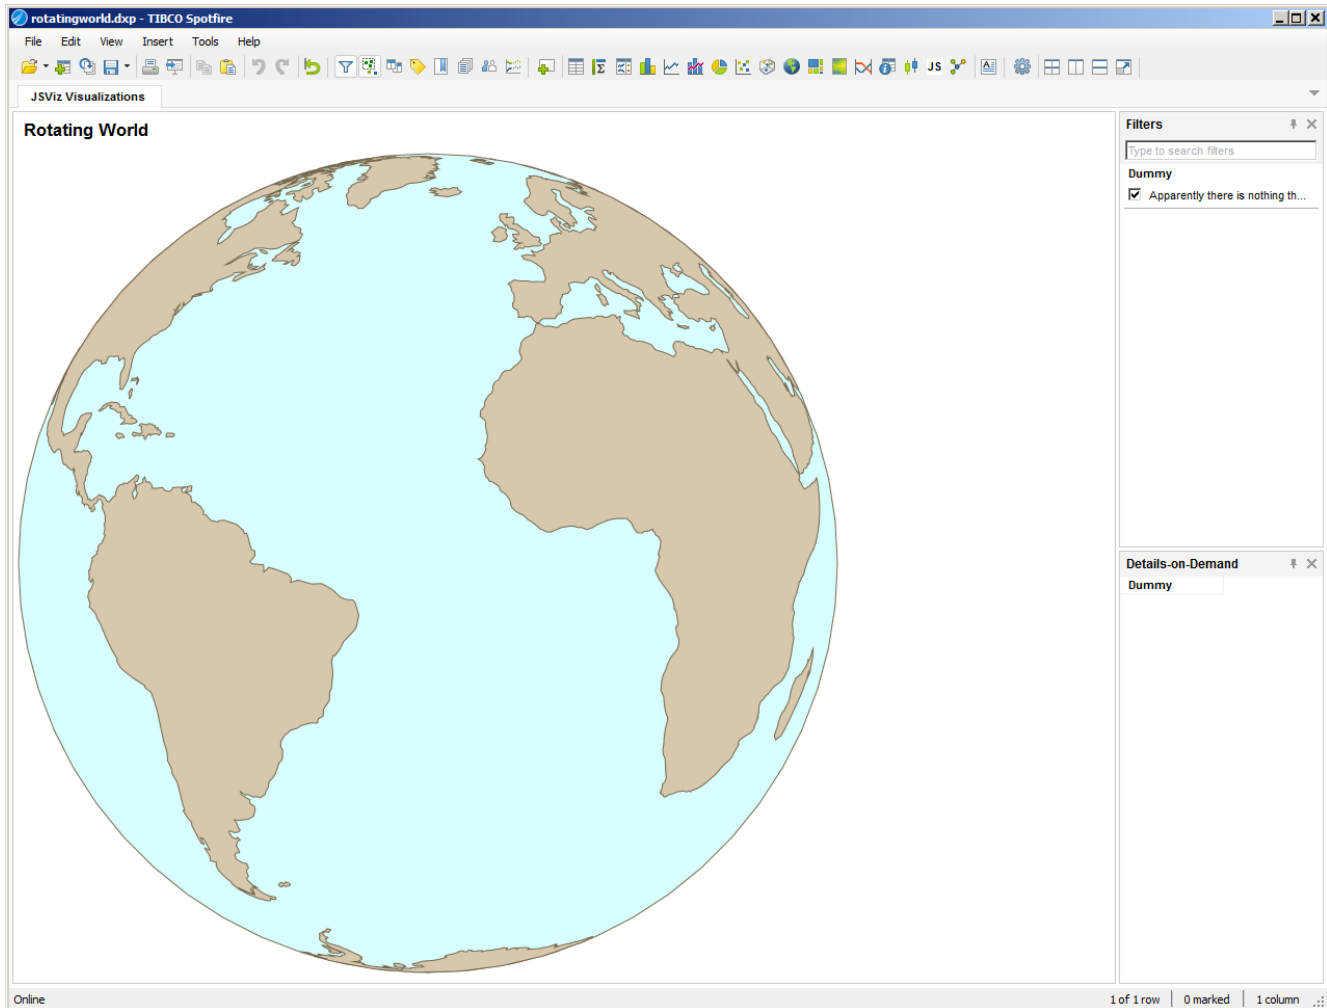 rotatingworld.dxp - TIBCO Spotfire
File Edit View Insert Tools Help
JS
A
JSViz Visualizations
Rotating World
Filters
Type to search filters
Dummy
Apparently there is nothing th...
Details-on-Demand
Dummy
Online
1 of 1 row
0 marked
1 column